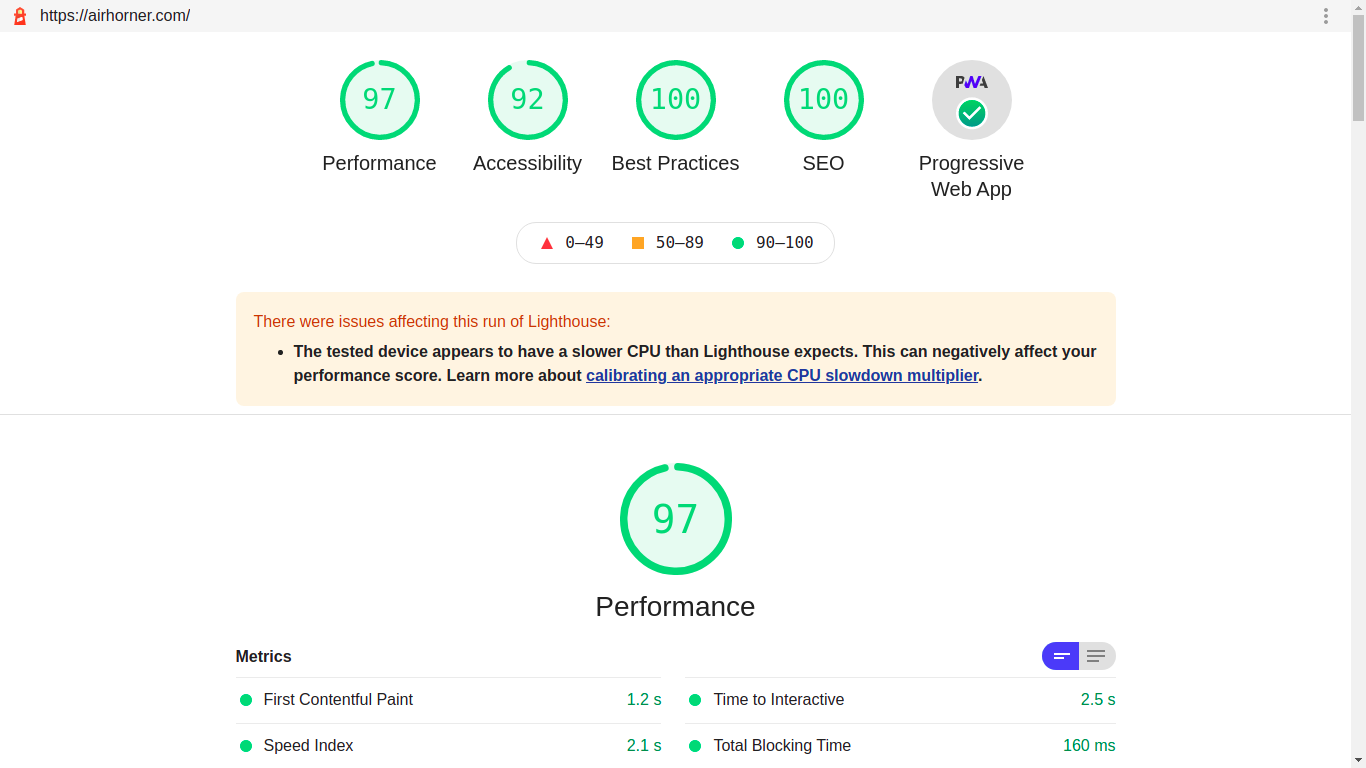 https://airhorner.com/
97
92
100
100
PWA
Performance
Accessibility
Best Practices
SEO
Progressive
Web App
0–49
50–89
90–100
There were issues affecting this run of Lighthouse:
The tested device appears to have a slower CPU than Lighthouse expects. This can negatively affect your
performance score. Learn more about calibrating an appropriate CPU slowdown multiplier.
97
Performance
Metrics
First Contentful Paint 1.2 s
Time to Interactive 2.5 s
Speed Index 2.1 s
Total Blocking Time 160 ms